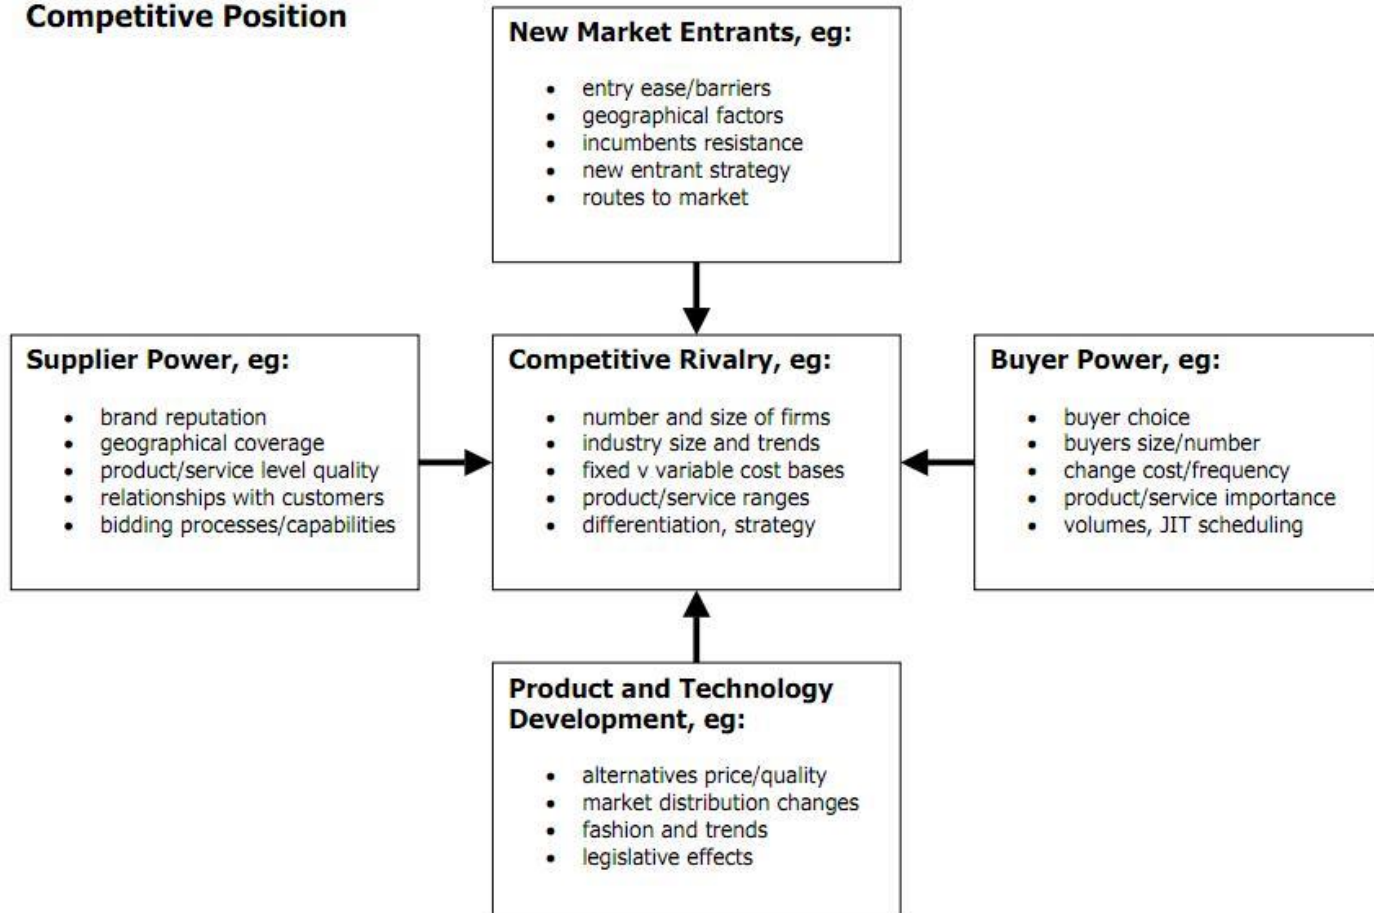 Competitive Position
New Market Entrants, eg:
• entry ease/barriers
• geographical factors
• incumbents resistance
• new entrant strategy
• routes to market
Supplier Power, eg:
• brand reputation
• geographical coverage
• product/service level quality
• relationships with customers
• bidding processes/capabilities
Competitive Rivalry, eg:
• number and size of firms
• industry size and trends
• fixed v variable cost bases
• product/service ranges
• differentiation, strategy
Buyer Power, eg:
• buyer choice
• buyers size/number
• change cost/frequency
• product/service importance
• volumes, JIT scheduling
Product and Technology
Development, eg:
• alternatives price/quality
• market distribution changes
• fashion and trends
• legislative effects